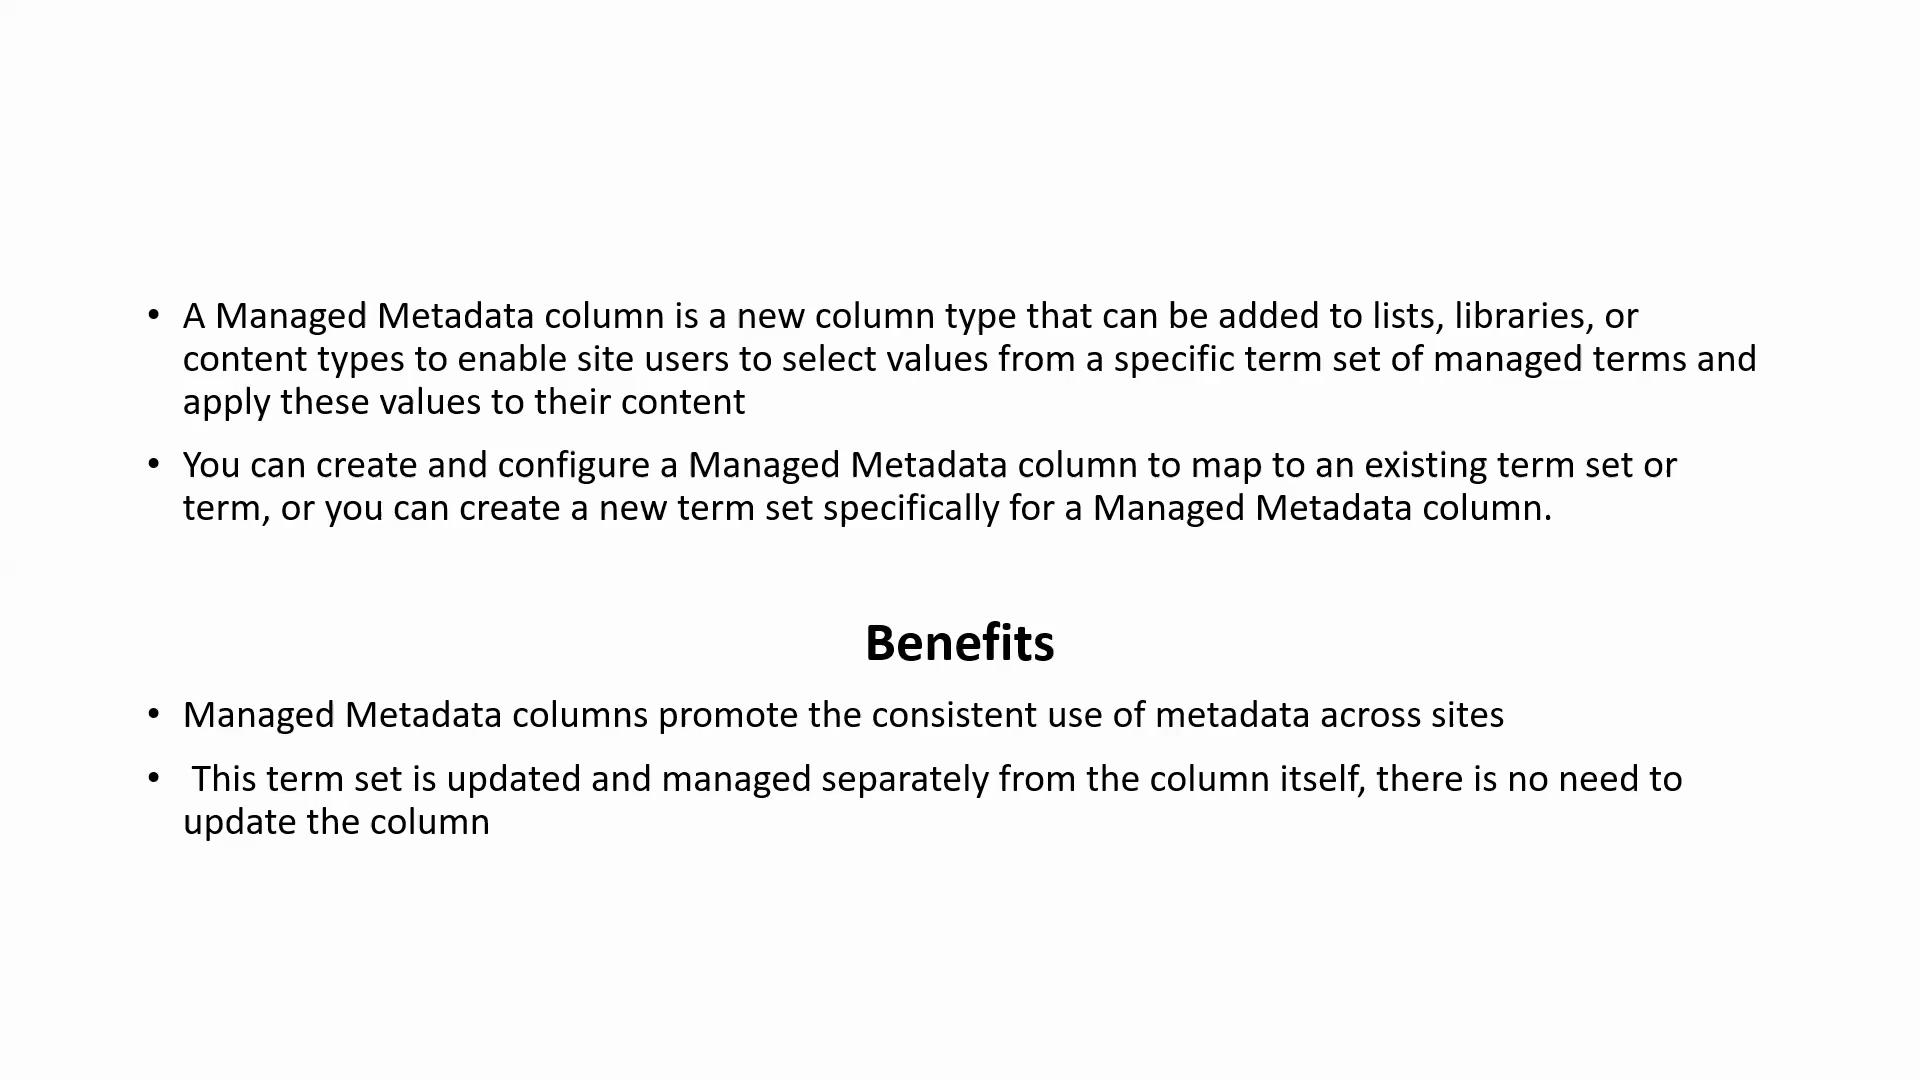 • A Managed Metadata column is a new column type that can be added to lists, libraries, or
content types to enable site users to select values from a specific term set of managed terms and
apply these values to their content
• You can create and configure a Managed Metadata column to map to an existing term set or
term, or you can create a new term set specifically for a Managed Metadata column.
Benefits
• Managed Metadata columns promote the consistent use of metadata across sites
• This term set is updated and managed separately from the column itself, there is no need to
update the column